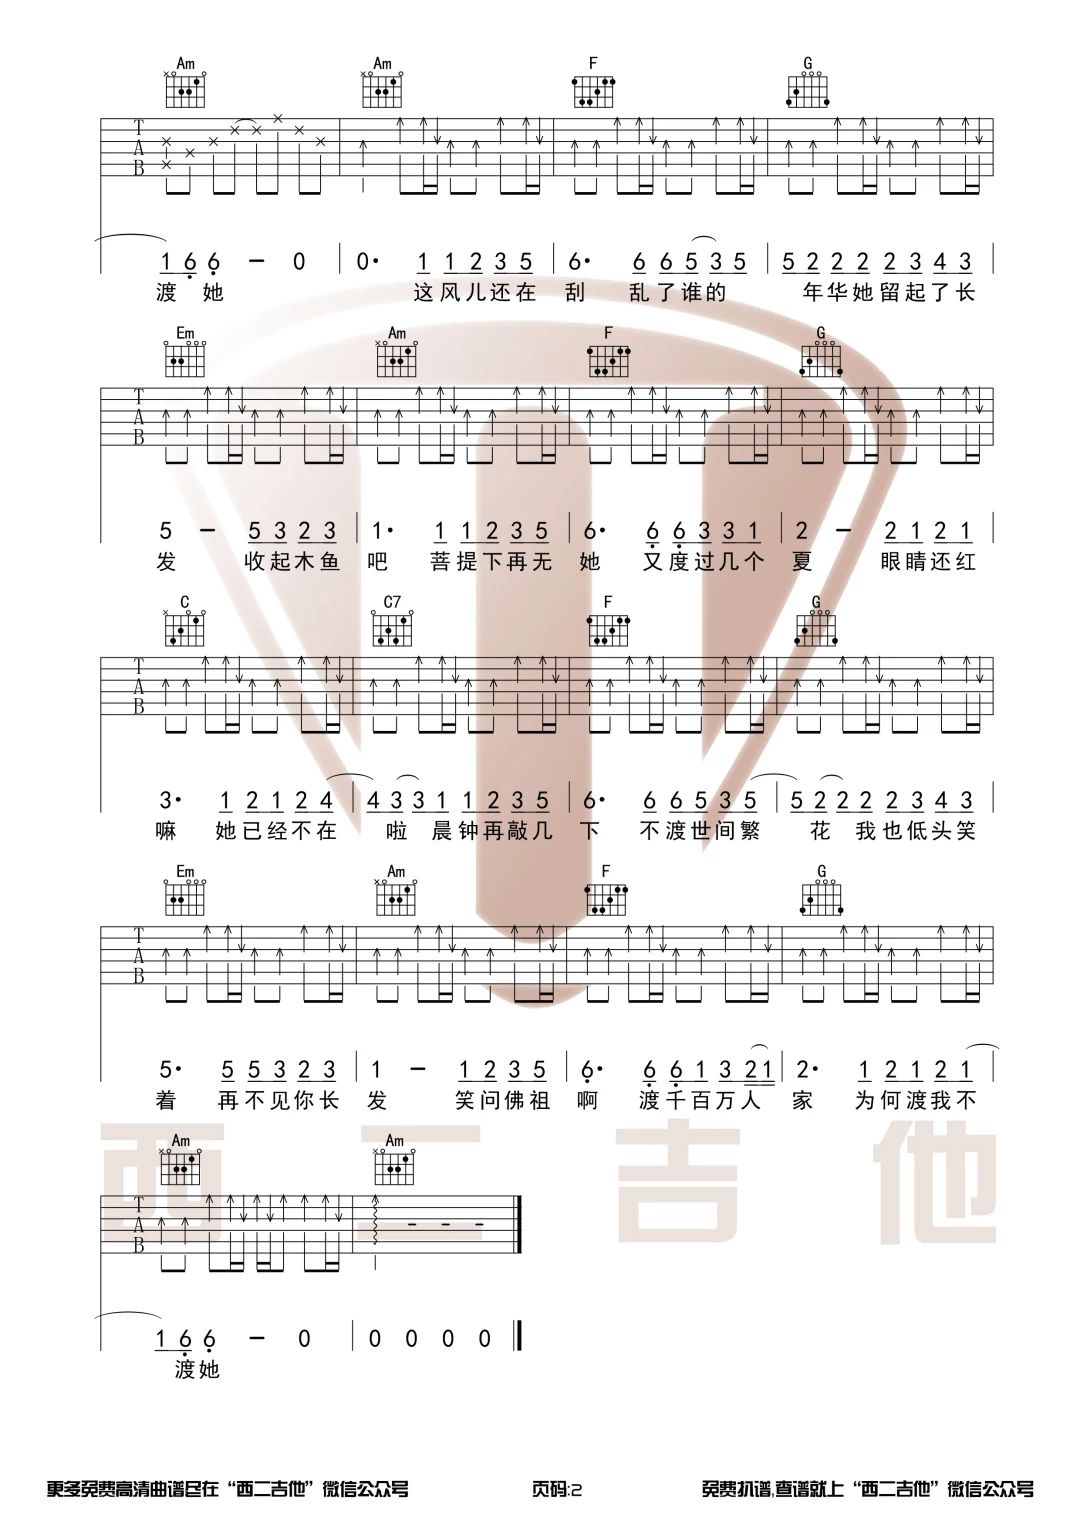 Am Am F G
T
A
B
1 6 6 - 0 0· 1 1 2 3 5 6· 6 6 5 3 5 5 2 2 2 2 3 4 3
渡 她 这 风 儿 还 在 刮 乱 了 谁 的 年 华 她 留 起 了 长
Em Am F G
T
A
B
5 - 5 3 2 3 1· 1 1 2 3 5 6· 6 6 3 3 1 2 - 2 1 2 1
发 收 起 木 鱼 吧 菩 提 下 再 无 她 又 度 过 几 个 夏 眼 睛 还 红
C C7 F G
T
A
B
3· 1 2 1 2 4 4 3 3 1 1 2 3 5 6· 6 6 5 3 5 5 2 2 2 2 3 4 3
嘛 她 已 经 不 在 啦 晨 钟 再 敲 几 下 不 渡 世 间 繁 花 我 也 低 头 笑
Em Am F G
T
A
B
5· 5 5 3 2 3 1 - 1 2 3 5 6· 6 6 1 3 2 1 2· 1 2 1 2 1
着 再 不 见 你 长 发 笑 问 佛 祖 啊 渡 千 百 万 人 家 为 何 渡 我 不
西二吉他
Am Am
T
A
B
1 6 6 - 0 0 0 0 0
渡 她
更多免费高清曲谱尽在“西二吉他”微信公众号 页码:2 免费扒谱,查谱就上“西二吉他”微信公众号